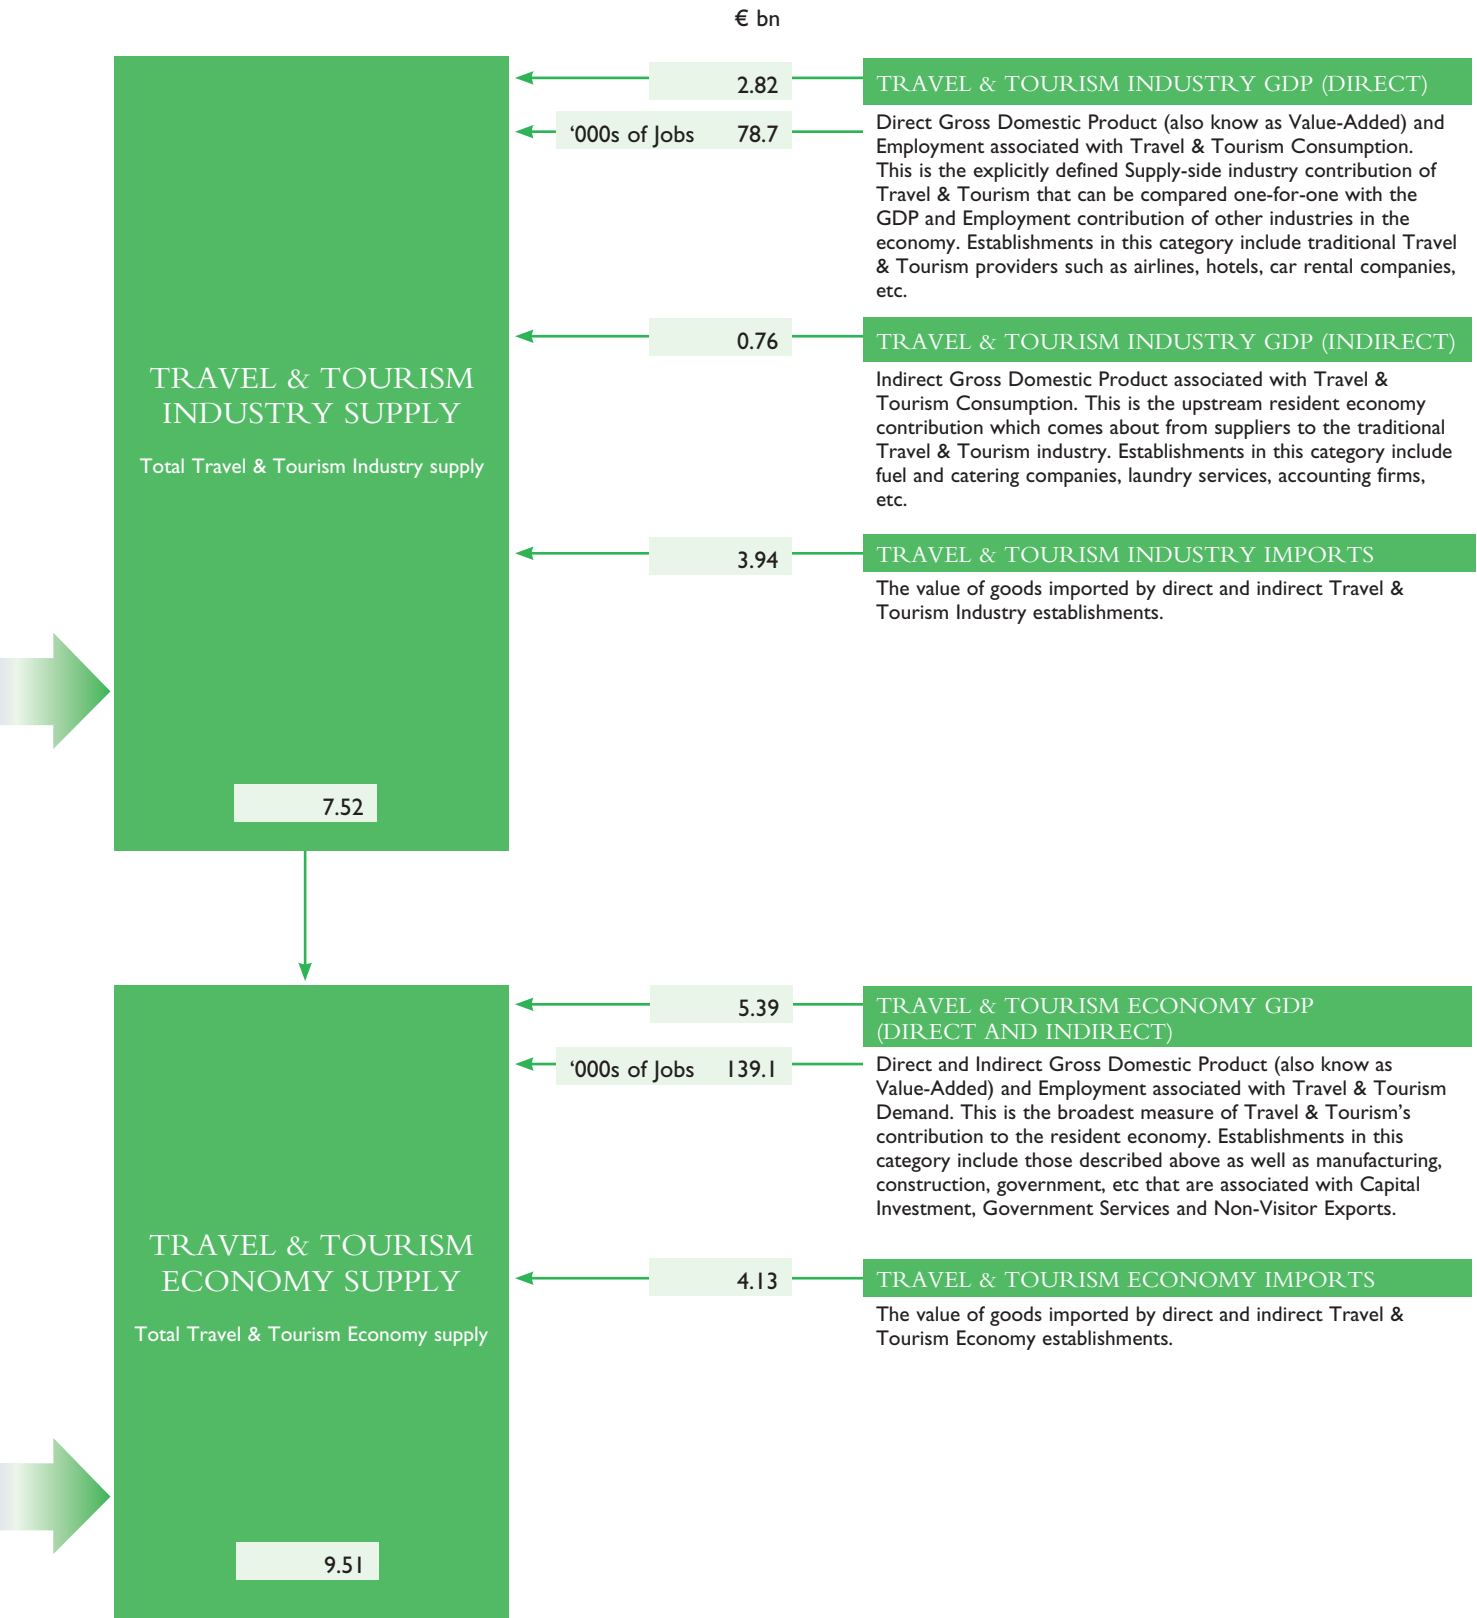 € bn
2.82
TRAVEL & TOURISM INDUSTRY GDP (DIRECT)
‘000s of Jobs 78.7
Direct Gross Domestic Product (also know as Value-Added) and
Employment associated with Travel & Tourism Consumption.
This is the explicitly defined Supply-side industry contribution of
Travel & Tourism that can be compared one-for-one with the
GDP and Employment contribution of other industries in the
economy. Establishments in this category include traditional Travel
& Tourism providers such as airlines, hotels, car rental companies,
etc.
0.76
TRAVEL & TOURISM INDUSTRY GDP (INDIRECT)
Indirect Gross Domestic Product associated with Travel &
Tourism Consumption. This is the upstream resident economy
contribution which comes about from suppliers to the traditional
Travel & Tourism industry. Establishments in this category include
fuel and catering companies, laundry services, accounting firms,
etc.
TRAVEL & TOURISM
INDUSTRY SUPPLY
Total Travel & Tourism Industry supply
3.94
TRAVEL & TOURISM INDUSTRY IMPORTS
The value of goods imported by direct and indirect Travel &
Tourism Industry establishments.
7.52
5.39
TRAVEL & TOURISM ECONOMY GDP
(DIRECT AND INDIRECT)
‘000s of Jobs 139.1
Direct and Indirect Gross Domestic Product (also know as
Value-Added) and Employment associated with Travel & Tourism
Demand. This is the broadest measure of Travel & Tourism’s
contribution to the resident economy. Establishments in this
category include those described above as well as manufacturing,
construction, government, etc that are associated with Capital
Investment, Government Services and Non-Visitor Exports.
TRAVEL & TOURISM
ECONOMY SUPPLY
Total Travel & Tourism Economy supply
4.13
TRAVEL & TOURISM ECONOMY IMPORTS
The value of goods imported by direct and indirect Travel &
Tourism Economy establishments.
9.51